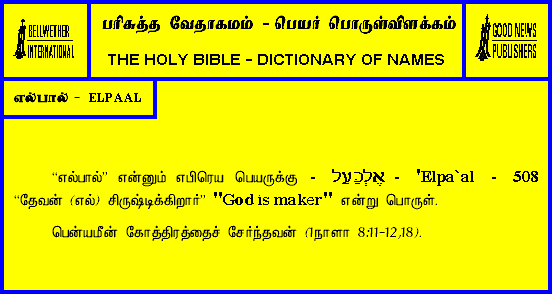 BELLWETHER
INTERNATIONAL
பரிசுத்த வேதாகமம் - பெயர் பொருள்விளக்கம்
THE HOLY BIBLE - DICTIONARY OF NAMES
GOOD NEWS
PUBLISHERS
எல்பால் - ELPAAL
“எல்பால்” என்னும் எபிரெய பெயருக்கு - אֶלְכַּעַל - 'Elpa`al - 508
“தேவன் (எல்) சிருஷ்டிக்கிறார்” "God is maker" என்று பொருள்.
பென்யமீன் கோத்திரத்தைச் சேர்ந்தவன் (1நாளா 8:11-12,18).